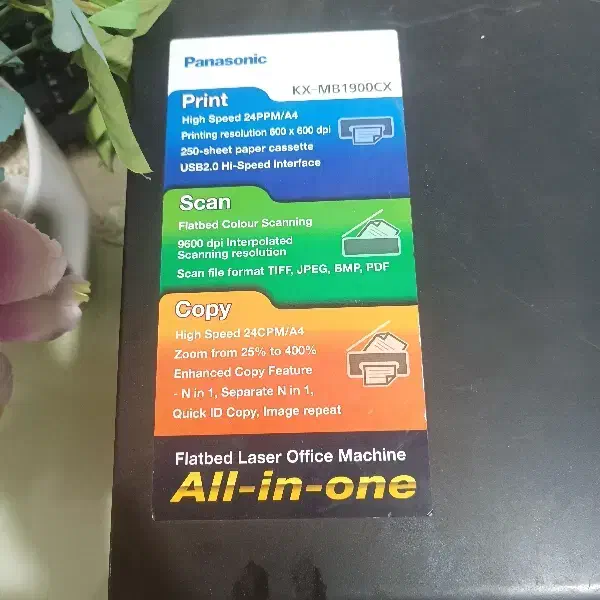 Panasonic
KX-MB1900CX
Print
High Speed 24PPM/A4
Printing resolution 600 x 600 dpi
250-sheet paper cassette
USB2.0 Hi-Speed Interface
Scan
Flatbed Colour Scanning
9600 dpi Interpolated
Scanning resolution
Scan file format TIFF, JPEG, BMP, PDF
Copy
High Speed 24CPM/A4
Zoom from 25% to 400%
Enhanced Copy Feature
- N in 1, Separate N in 1,
Quick ID Copy, Image repeat
Flatbed Laser Office Machine
All-in-one